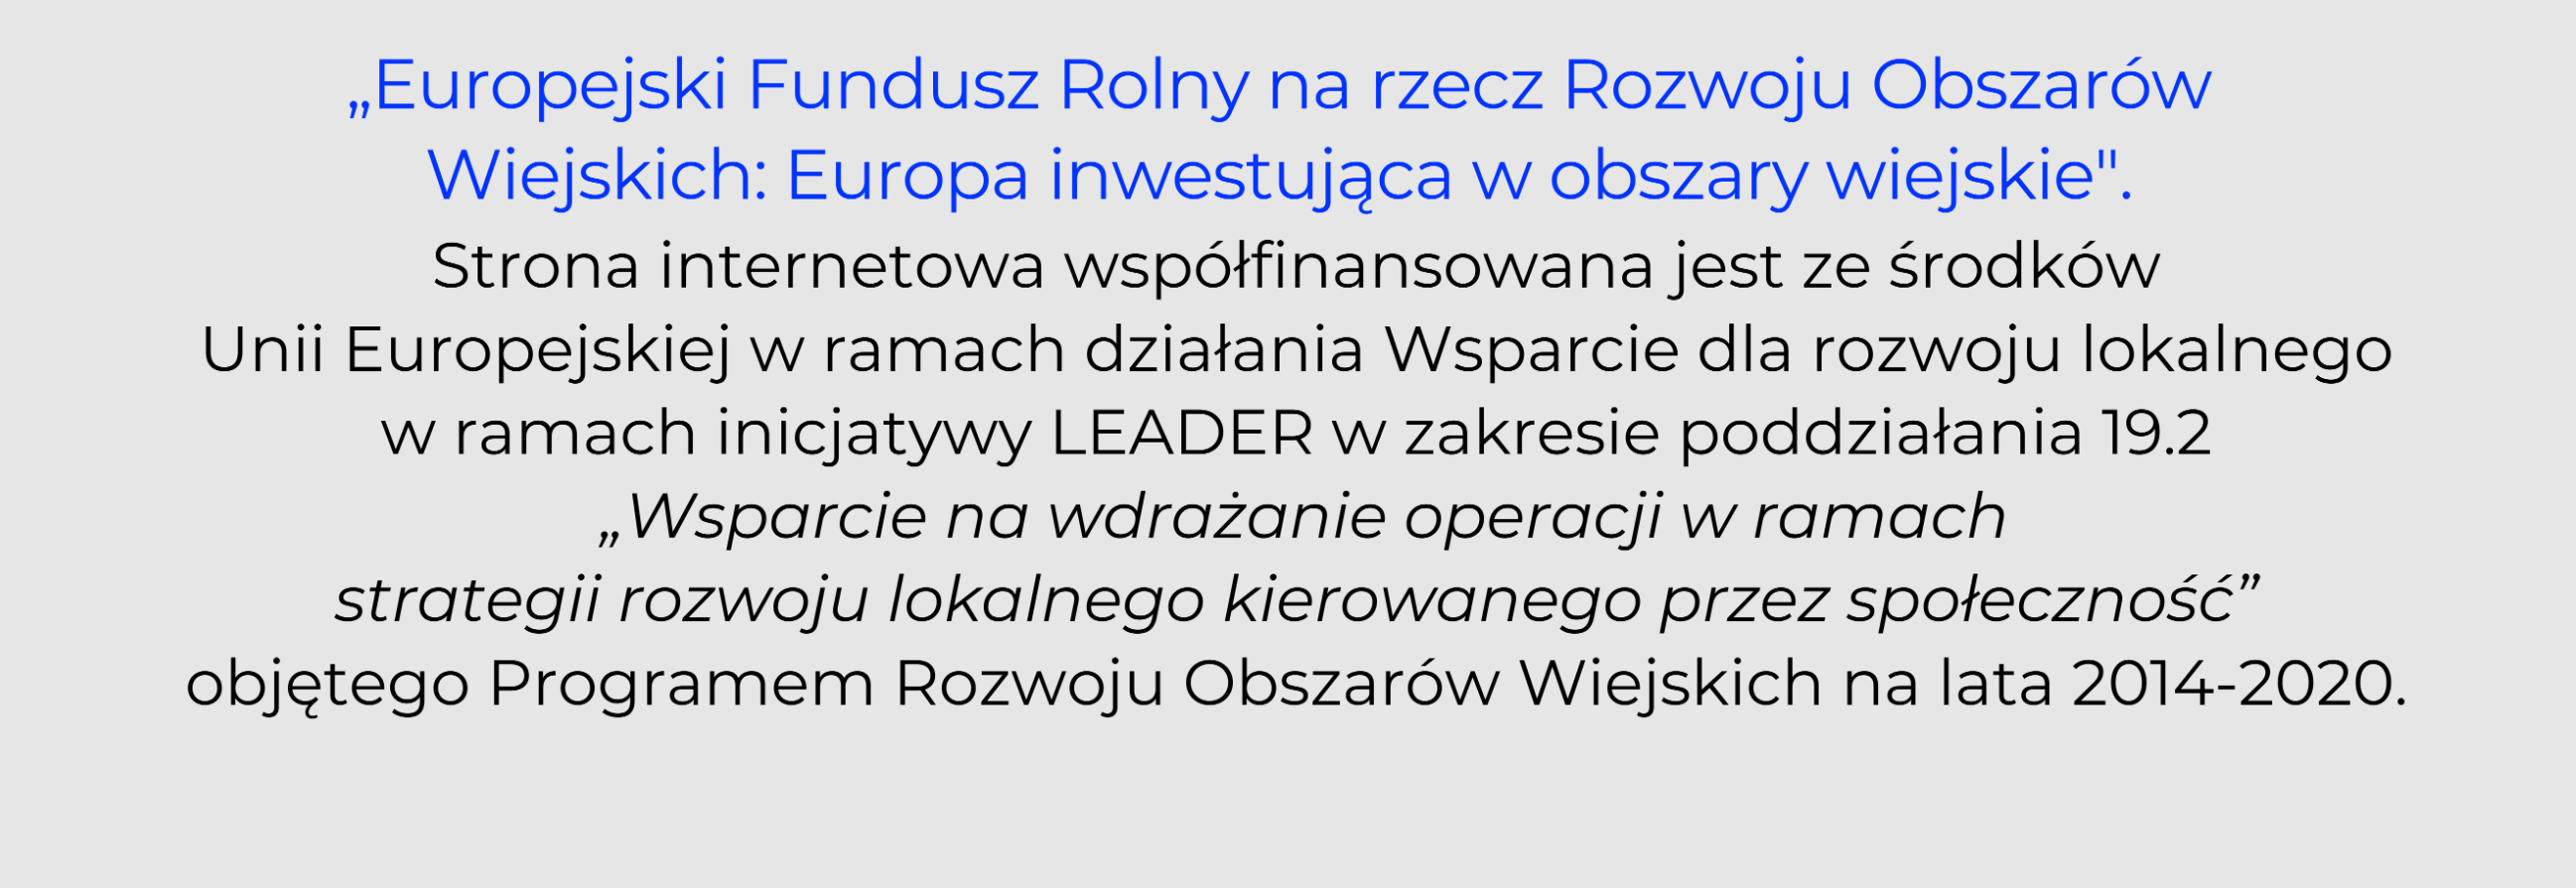 „Europejski Fundusz Rolny na rzecz Rozwoju Obszarów
Wiejskich: Europa inwestująca w obszary wiejskie".
Strona internetowa współfinansowana jest ze środków
Unii Europejskiej w ramach działania Wsparcie dla rozwoju lokalnego
w ramach inicjatywy LEADER w zakresie poddziałania 19.2
„Wsparcie na wdrażanie operacji w ramach
strategii rozwoju lokalnego kierowanego przez społeczność”
objętego Programem Rozwoju Obszarów Wiejskich na lata 2014-2020.